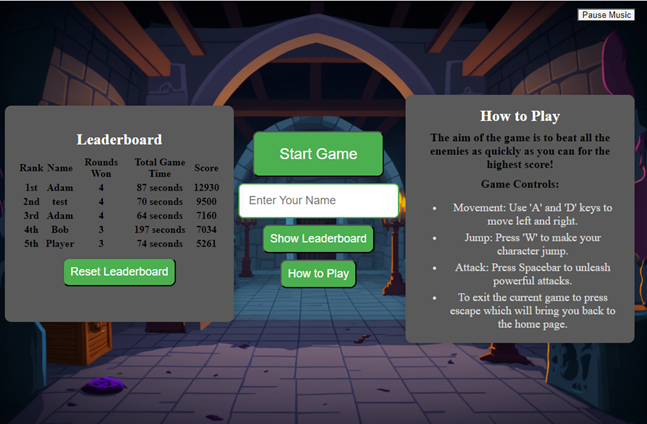 Pause Music
Leaderboard
Rank Name Rounds Won Total Game Time Score
1st Adam 4 87 seconds 12930
2nd test 4 70 seconds 9500
3rd Adam 4 64 seconds 7160
4th Bob 3 197 seconds 7034
5th Player 3 74 seconds 5261
Reset Leaderboard
Start Game
Enter Your Name
Show Leaderboard
How to Play
How to Play
The aim of the game is to beat all the
enemies as quickly as you can for the
highest score!
Game Controls:
• Movement: Use 'A' and 'D' keys to
move left and right.
• Jump: Press 'W' to make your
character jump.
• Attack: Press Spacebar to unleash
powerful attacks.
• To exit the current game to press
escape which will bring you back to
the home page.